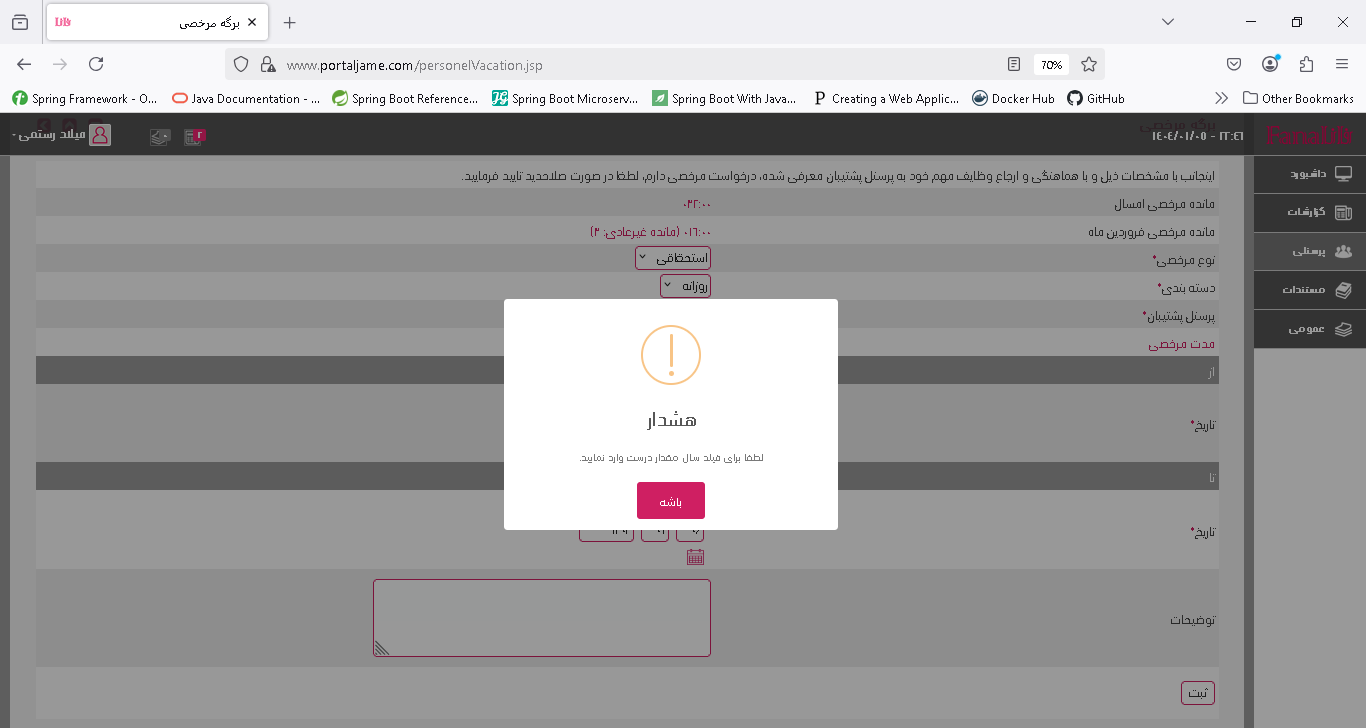 برگه مرخصی
www.portaljame.com/personelVacation.jsp
70%
Spring Framework - O...
Java Documentation - ...
Spring Boot Reference...
Spring Boot Microserv...
Spring Boot With Java...
Creating a Web Applic...
Docker Hub
GitHub
Other Bookmarks
برگه مرخصی
۱۴۰۴/۰۱/۰۵ - ۲۲:۴۶
۲
میلاد رستمی -
داشبورد
گزارشات
پرسنلی
مستندات
عمومی
اینجانب با مشخصات ذیل و با هماهنگی و ارجاع وظایف مهم خود به پرسنل پشتیبان معرفی شده، درخواست مرخصی دارم، لطفا در صورت صلاحدید تایید فرمایید.
مانده مرخصی امسال ۰۳۲:۰۰
مانده مرخصی فروردین ماه ۰۱۶:۰۰ (مانده غیرعادی: ۳)
نوع مرخصی* استحقاقی
دسته بندی* روزانه
پرسنل پشتیبان*
مدت مرخصی
از
تاریخ*
تا
تاریخ*
توضیحات
ثبت
هشدار
لطفا برای فیلد سال مقدار درست وارد نمایید.
باشه